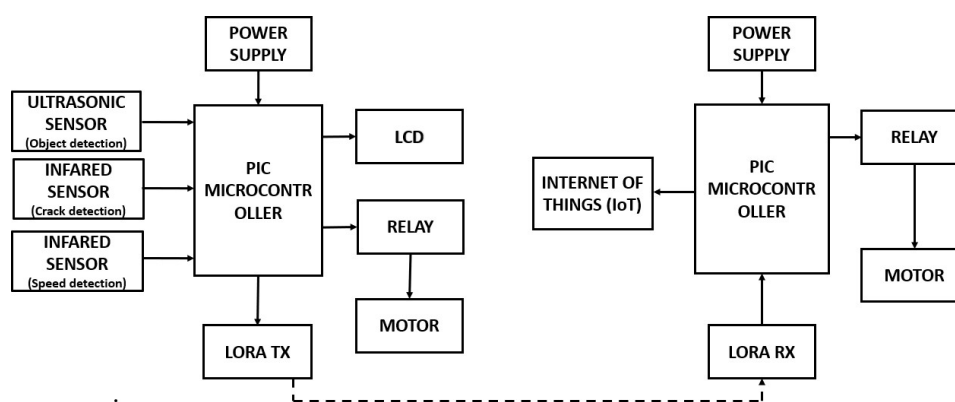 POWER
SUPPLY
ULTRASONIC
SENSOR
(Object detection)
INFARED
SENSOR
(Crack detection)
INFARED
SENSOR
(Speed detection)
PIC
MICROCONTR
OLLER
LCD
RELAY
MOTOR
LORA TX
POWER
SUPPLY
INTERNET OF
THINGS (IoT)
PIC
MICROCONTR
OLLER
RELAY
MOTOR
LORA RX